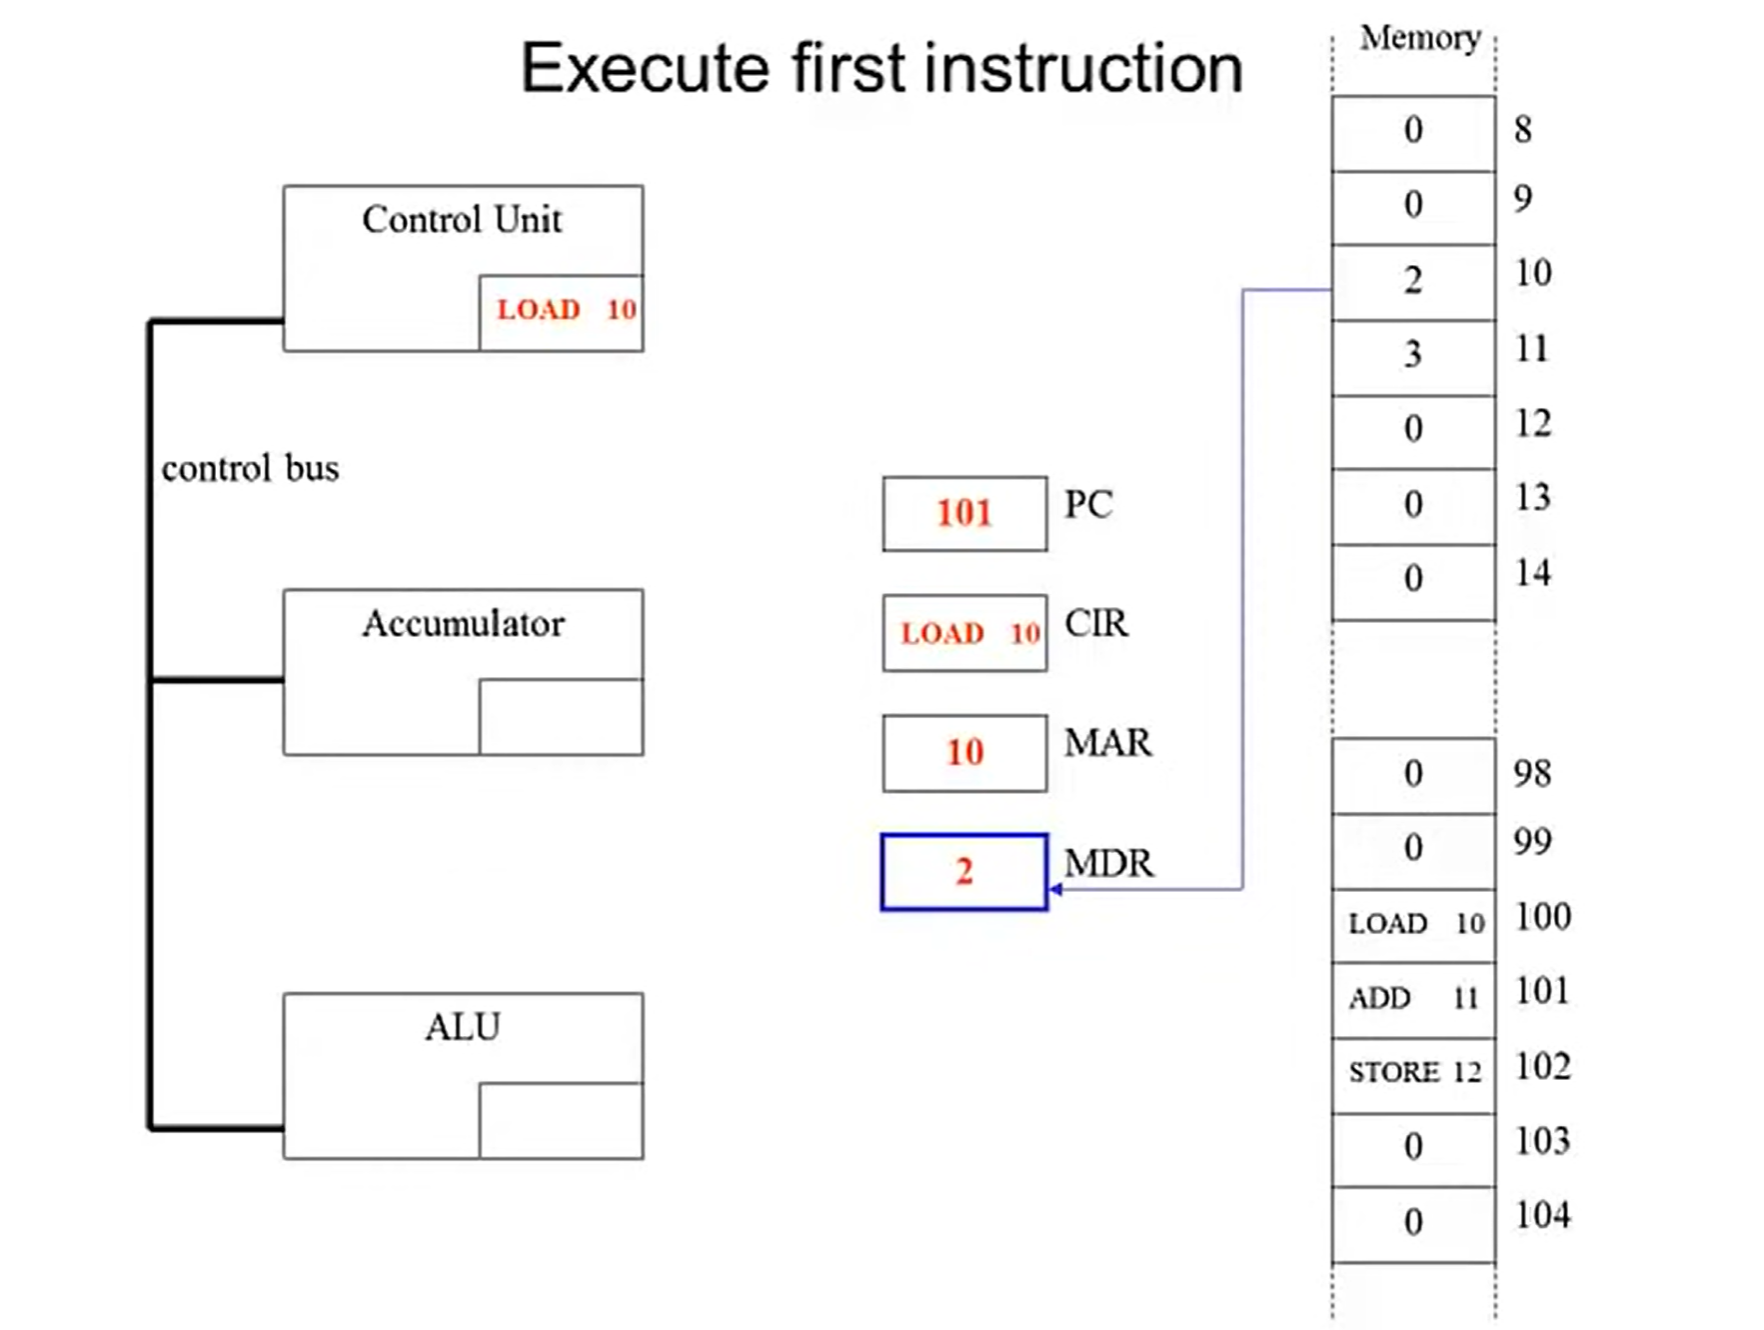 Execute first instruction
Control Unit
LOAD 10
control bus
Accumulator
ALU
101 PC
LOAD 10 CIR
10 MAR
2 MDR
Memory
0 8
0 9
2 10
3 11
0 12
0 13
0 14
0 98
0 99
LOAD 10 100
ADD 11 101
STORE 12 102
0 103
0 104